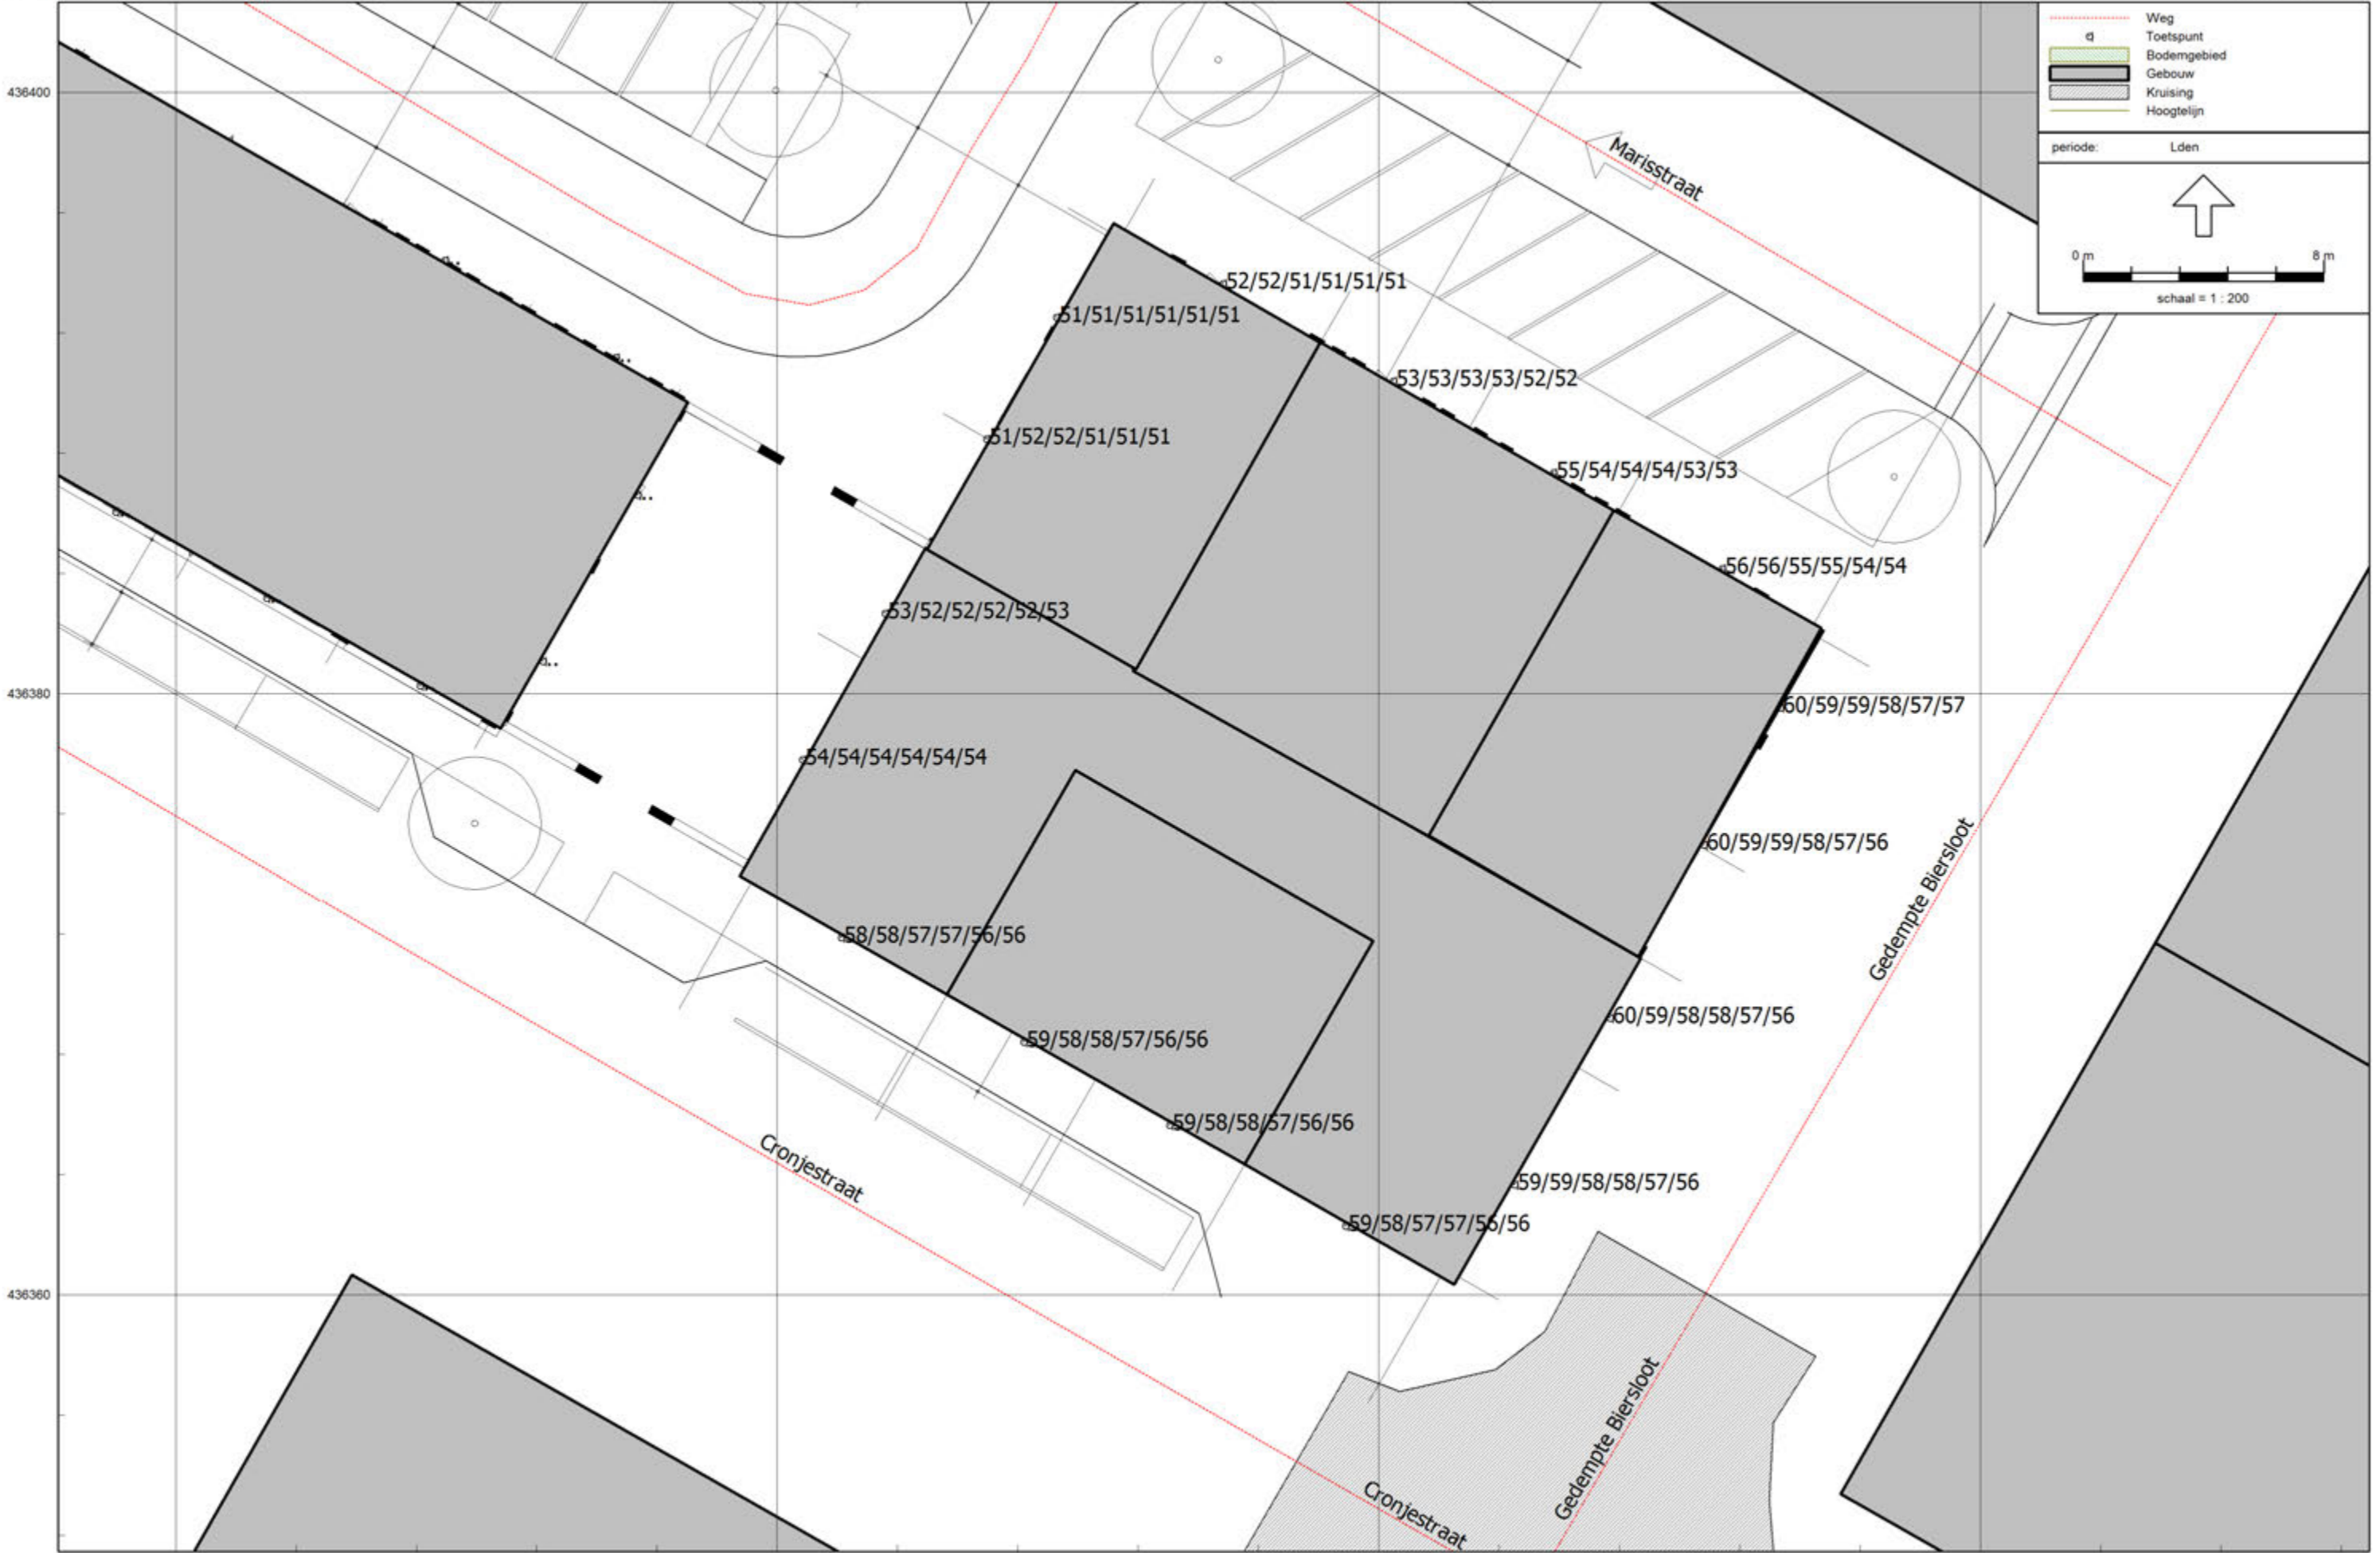 Weg
Toetspunt
Bodemgebied
Gebouw
Kruising
Hoogtelijn
periode: Lden
0 m 8 m
schaal = 1 : 200
436400
Marisstraat
52/52/51/51/51/51
51/51/51/51/51/51
53/53/53/53/52/52
51/52/52/51/51/51
55/54/54/54/53/53
56/56/55/55/54/54
53/52/52/52/52/53
436380
60/59/59/58/57/57
54/54/54/54/54/54
60/59/59/58/57/56
Gedempte Biersloot
58/58/57/57/56/56
60/59/58/58/57/56
59/58/58/57/56/56
59/58/58/57/56/56
Cronjestraat
59/59/58/58/57/56
59/58/57/57/56/56
436360
Gedempte Biersloot
Cronjestraat